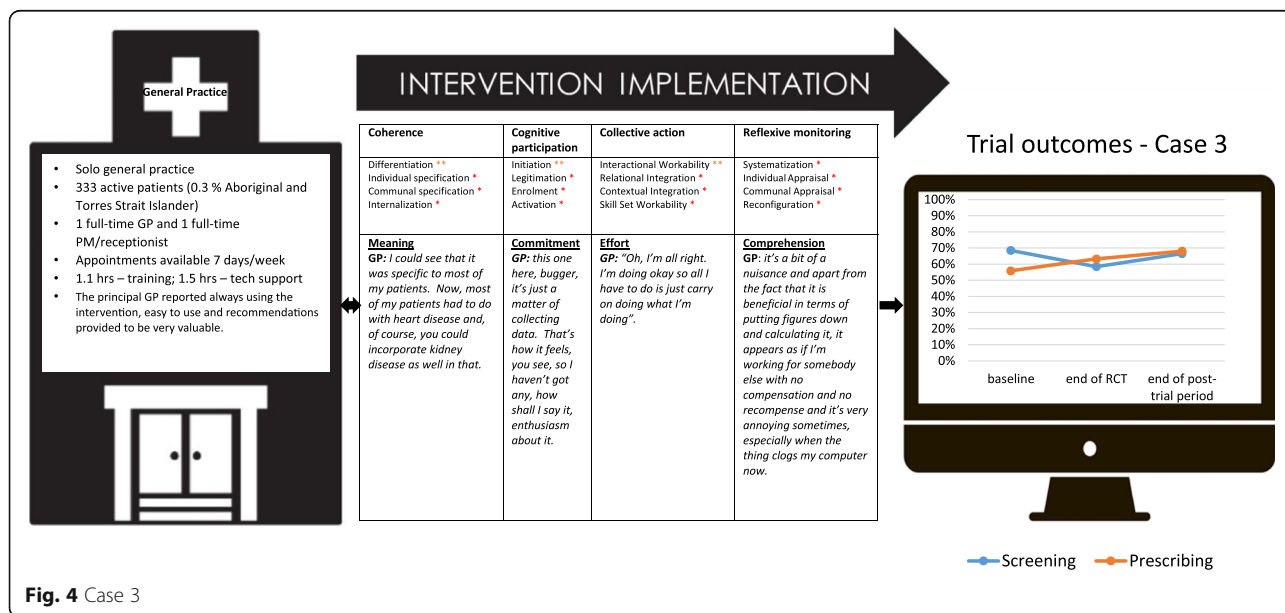 General Practice
• Solo general practice
• 333 active patients (0.3 % Aboriginal and
Torres Strait Islander)
• 1 full-time GP and 1 full-time
PM/receptionist
• Appointments available 7 days/week
• 1.1 hrs – training; 1.5 hrs – tech support
• The principal GP reported always using the
intervention, easy to use and recommendations
provided to be very valuable.
INTERVENTION IMPLEMENTATION
Coherence
Cognitive
participation
Collective action
Reflexive monitoring
Differentiation **
Individual specification *
Communal specification *
Internalization *
Initiation **
Legitimation *
Enrolment *
Activation *
Interactional Workability **
Relational Integration *
Contextual Integration *
Skill Set Workability *
Systematization *
Individual Appraisal *
Communal Appraisal *
Reconfiguration *
Meaning
GP: I could see that it
was specific to most of
my patients. Now, most
of my patients had to do
with heart disease and,
of course, you could
incorporate kidney
disease as well in that.
Commitment
GP: this one
here, bugger,
it's just a
matter of
collecting
data. That's
how it feels,
you see, so I
haven't got
any, how
shall I say it,
enthusiasm
about it.
Effort
GP: "Oh, I'm all right.
I'm doing okay so all I
have to do is just carry
on doing what I'm
doing".
Comprehension
GP: it's a bit of a
nuisance and apart from
the fact that it is
beneficial in terms of
putting figures down
and calculating it, it
appears as if I'm
working for somebody
else with no
compensation and no
recompense and it's very
annoying sometimes,
especially when the
thing clogs my computer
now.
Trial outcomes - Case 3
100%
90%
80%
70%
60%
50%
40%
30%
20%
10%
0%
baseline
end of RCT
end of post-
trial period
Screening
Prescribing
Fig. 4 Case 3